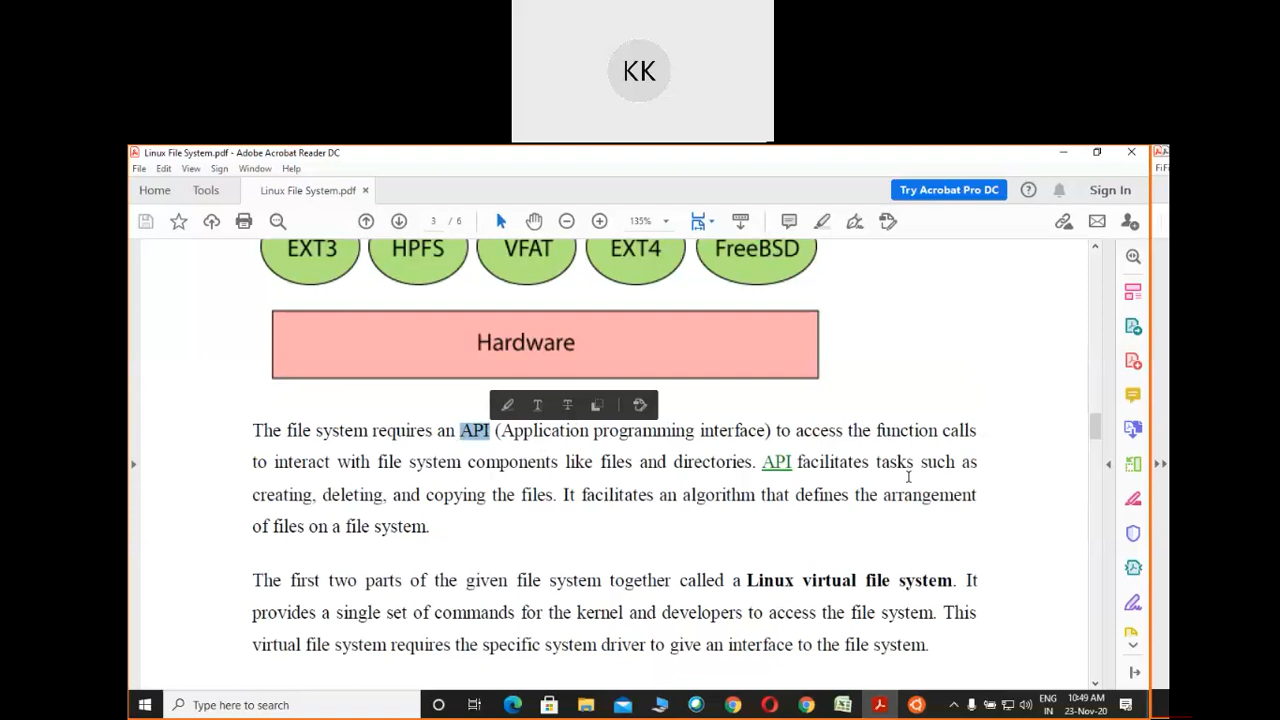 KK
Linux File System.pdf - Adobe Acrobat Reader DC
File Edit View Sign Window Help
Home Tools Linux File System.pdf × Try Acrobat Pro DC Sign In
3 / 6 135%
EXT3 HPFS VFAT EXT4 FreeBSD
Hardware
The file system requires an API (Application programming interface) to access the function calls
to interact with file system components like files and directories. API facilitates tasks such as
creating, deleting, and copying the files. It facilitates an algorithm that defines the arrangement
of files on a file system.
The first two parts of the given file system together called a Linux virtual file system. It
provides a single set of commands for the kernel and developers to access the file system. This
virtual file system requires the specific system driver to give an interface to the file system.
Type here to search
ENG
IN
10:49 AM
23-Nov-20